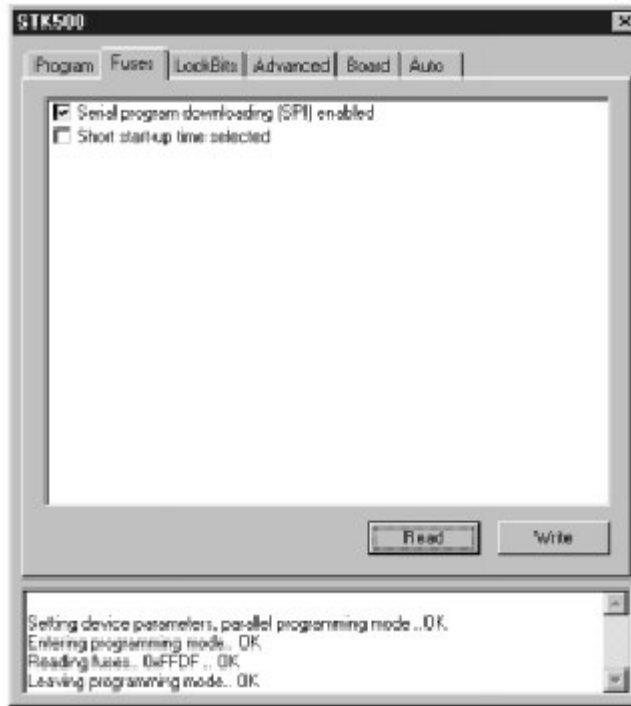 STK500
Program Fuses LockBits Advanced Board Auto
Serial program downloading (SPI) enabled
Short start-up time selected
Read Write
Setting device parameters, parallel programming mode ..OK
Entering programming mode.. OK
Reading fuses.. 0xFFDF .. OK
Leaving programming mode.. OK